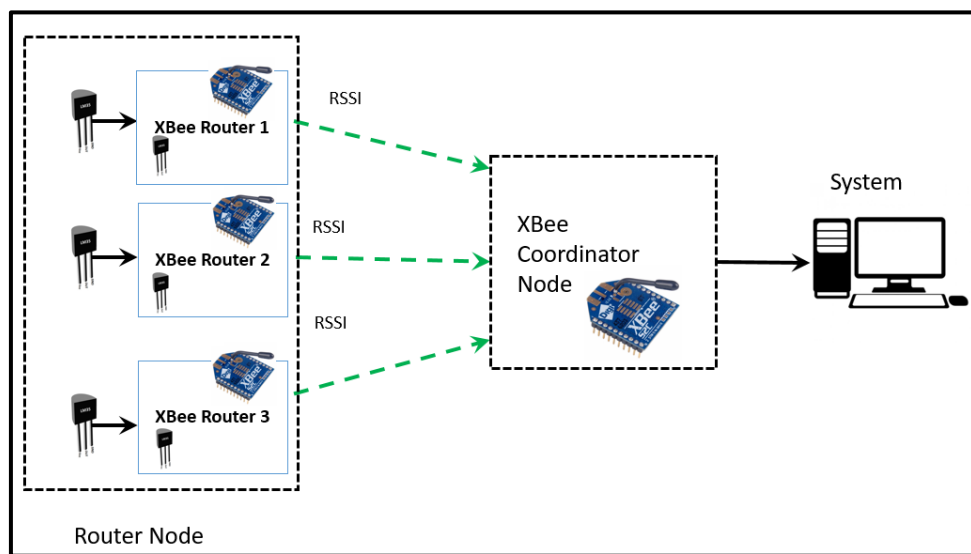 RSSI
XBee Router 1
RSSI
XBee Router 2
RSSI
XBee Router 3
XBee
Coordinator
Node
System
Router Node